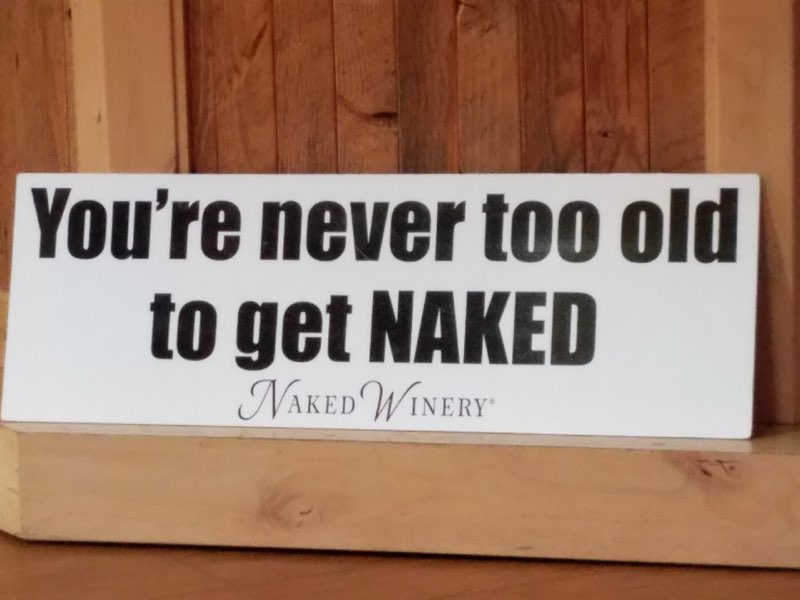 You're never too old
to get NAKED
NAKED WINERY®